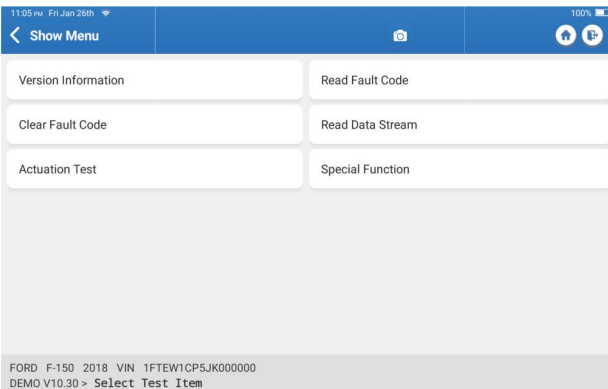 11:05 PM Fri Jan 26th 100%
Show Menu
Version Information Read Fault Code
Clear Fault Code Read Data Stream
Actuation Test Special Function
FORD F-150 2018 VIN 1FTEW1CP5JK000000
DEMO V10.30 > Select Test Item